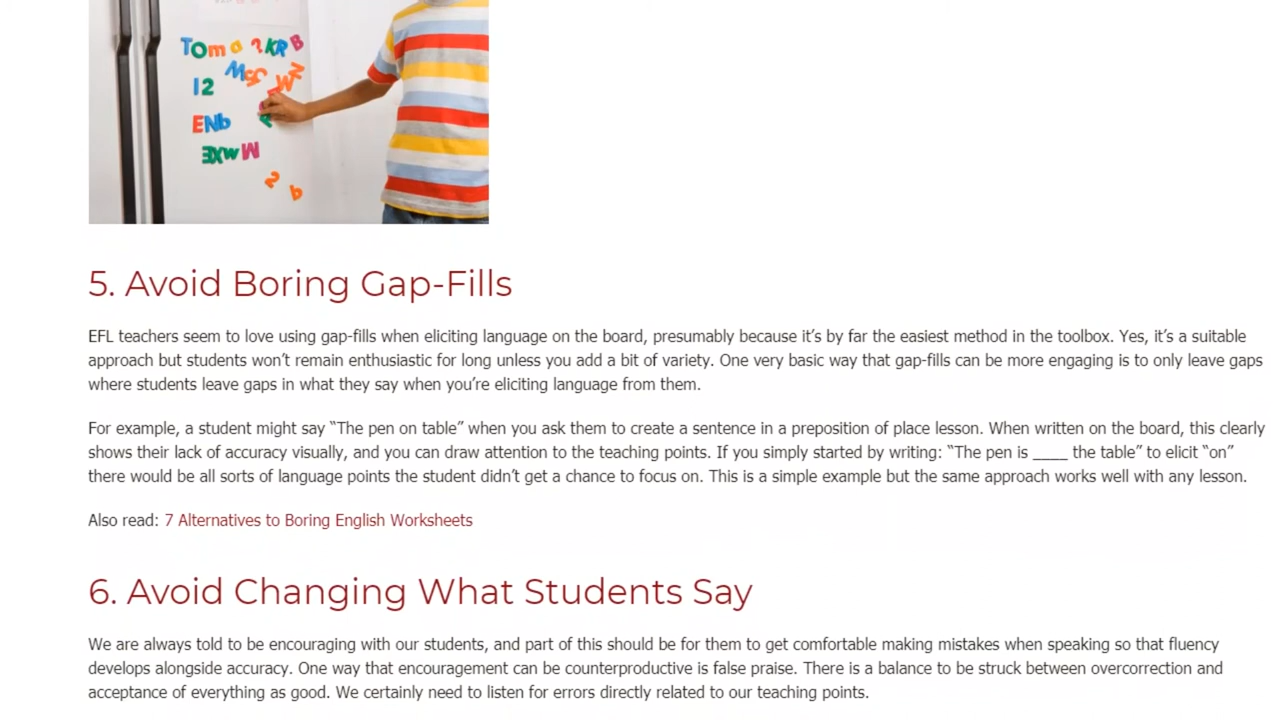 Tom a ? K R B
12 Mcc WN
ENb
3XwW
2 b
5. Avoid Boring Gap-Fills
EFL teachers seem to love using gap-fills when eliciting language on the board, presumably because it’s by far the easiest method in the toolbox. Yes, it’s a suitable
approach but students won’t remain enthusiastic for long unless you add a bit of variety. One very basic way that gap-fills can be more engaging is to only leave gaps
where students leave gaps in what they say when you’re eliciting language from them.
For example, a student might say “The pen on table” when you ask them to create a sentence in a preposition of place lesson. When written on the board, this clearly
shows their lack of accuracy visually, and you can draw attention to the teaching points. If you simply started by writing: “The pen is ____ the table” to elicit “on”
there would be all sorts of language points the student didn’t get a chance to focus on. This is a simple example but the same approach works well with any lesson.
Also read: 7 Alternatives to Boring English Worksheets
6. Avoid Changing What Students Say
We are always told to be encouraging with our students, and part of this should be for them to get comfortable making mistakes when speaking so that fluency
develops alongside accuracy. One way that encouragement can be counterproductive is false praise. There is a balance to be struck between overcorrection and
acceptance of everything as good. We certainly need to listen for errors directly related to our teaching points.